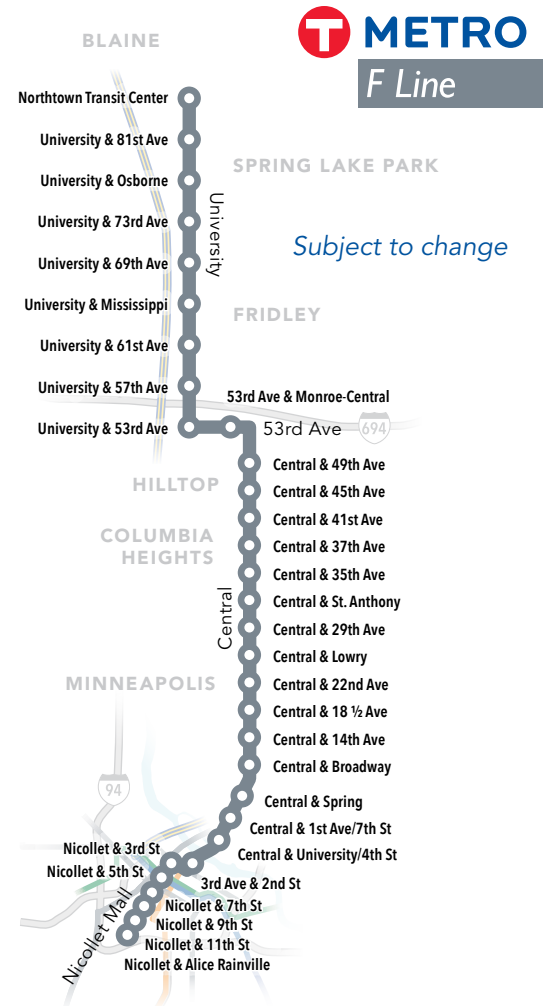 BLAINE
T METRO
F Line
Northtown Transit Center
University & 81st Ave
SPRING LAKE PARK
University & Osborne
University
University & 73rd Ave
Subject to change
University & 69th Ave
University & Mississippi
FRIDLEY
University & 61st Ave
University & 57th Ave
53rd Ave & Monroe-Central
University & 53rd Ave
53rd Ave
694
Central & 49th Ave
HILLTOP
Central & 45th Ave
Central & 41st Ave
COLUMBIA
HEIGHTS
Central & 37th Ave
Central & 35th Ave
Central
Central & St. Anthony
Central & 29th Ave
Central & Lowry
MINNEAPOLIS
Central & 22nd Ave
Central & 18 ½ Ave
Central & 14th Ave
Central & Broadway
94
Central & Spring
Central & 1st Ave/7th St
Nicollet & 3rd St
Central & University/4th St
Nicollet & 5th St
3rd Ave & 2nd St
Nicollet Mall
Nicollet & 7th St
Nicollet & 9th St
Nicollet & 11th St
Nicollet & Alice Rainville